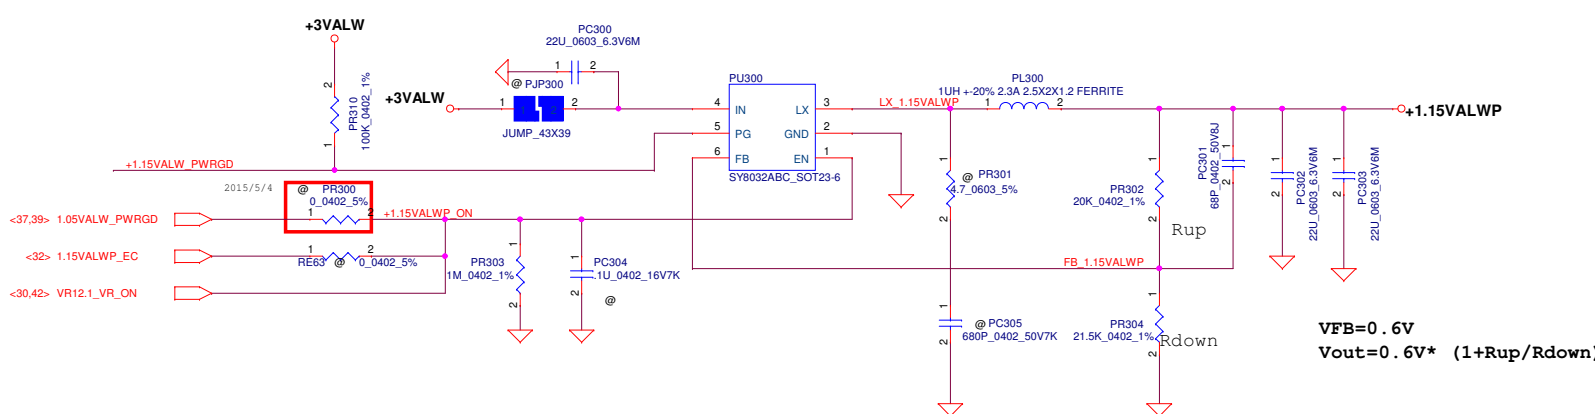 +3VALW
PC300
22U_0603_6.3V6M
1
2
2
PR310
100K_0402_1%
1
@ PJP300
+3VALW
1
2
JUMP_43X39
PU300
4
IN
LX
3
5
PG
GND
2
6
FB
EN
1
SY8032ABC_SOT23-6
LX_1.15VALWP
PL300
1UH +-20% 2.3A 2.5X2X1.2 FERRITE
1
2
+1.15VALWP
+1.15VALW_PWRGD
2015/5/4
@
PR300
0_0402_5%
1
2
+1.15VALWP_ON
<37,39> 1.05VALW_PWRGD
<32> 1.15VALWP_EC
1
2
RE63
@
0_0402_5%
<30,42> VR12.1_VR_ON
1
PR303
1M_0402_1%
2
1
PC304
.1U_0402_16V7K
2
@
1
@ PR301
4.7_0603_5%
2
1
@ PC305
680P_0402_50V7K
2
1
PR302
20K_0402_1%
2
Rup
FB_1.15VALWP
1
PR304
21.5K_0402_1%
2
Rdown
PC301
68P_0402_50V8J
1
2
1
2
PC302
22U_0603_6.3V6M
1
2
PC303
22U_0603_6.3V6M
VFB=0.6V
Vout=0.6V* (1+Rup/Rdown)